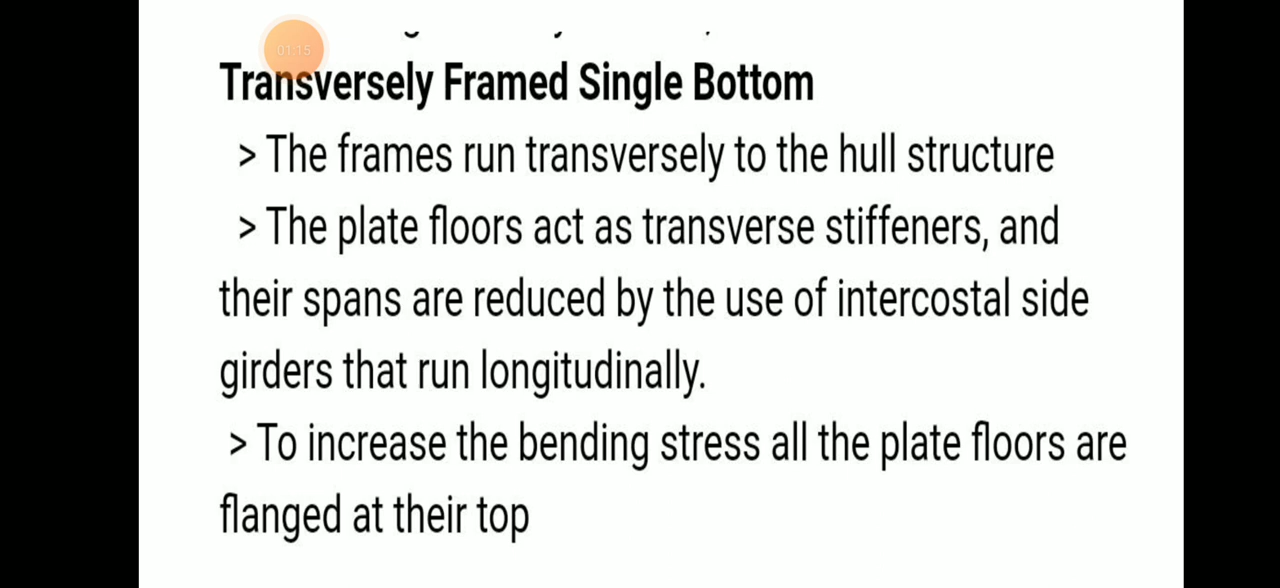 01:15
Transversely Framed Single Bottom
> The frames run transversely to the hull structure
> The plate floors act as transverse stiffeners, and
their spans are reduced by the use of intercostal side
girders that run longitudinally.
> To increase the bending stress all the plate floors are
flanged at their top